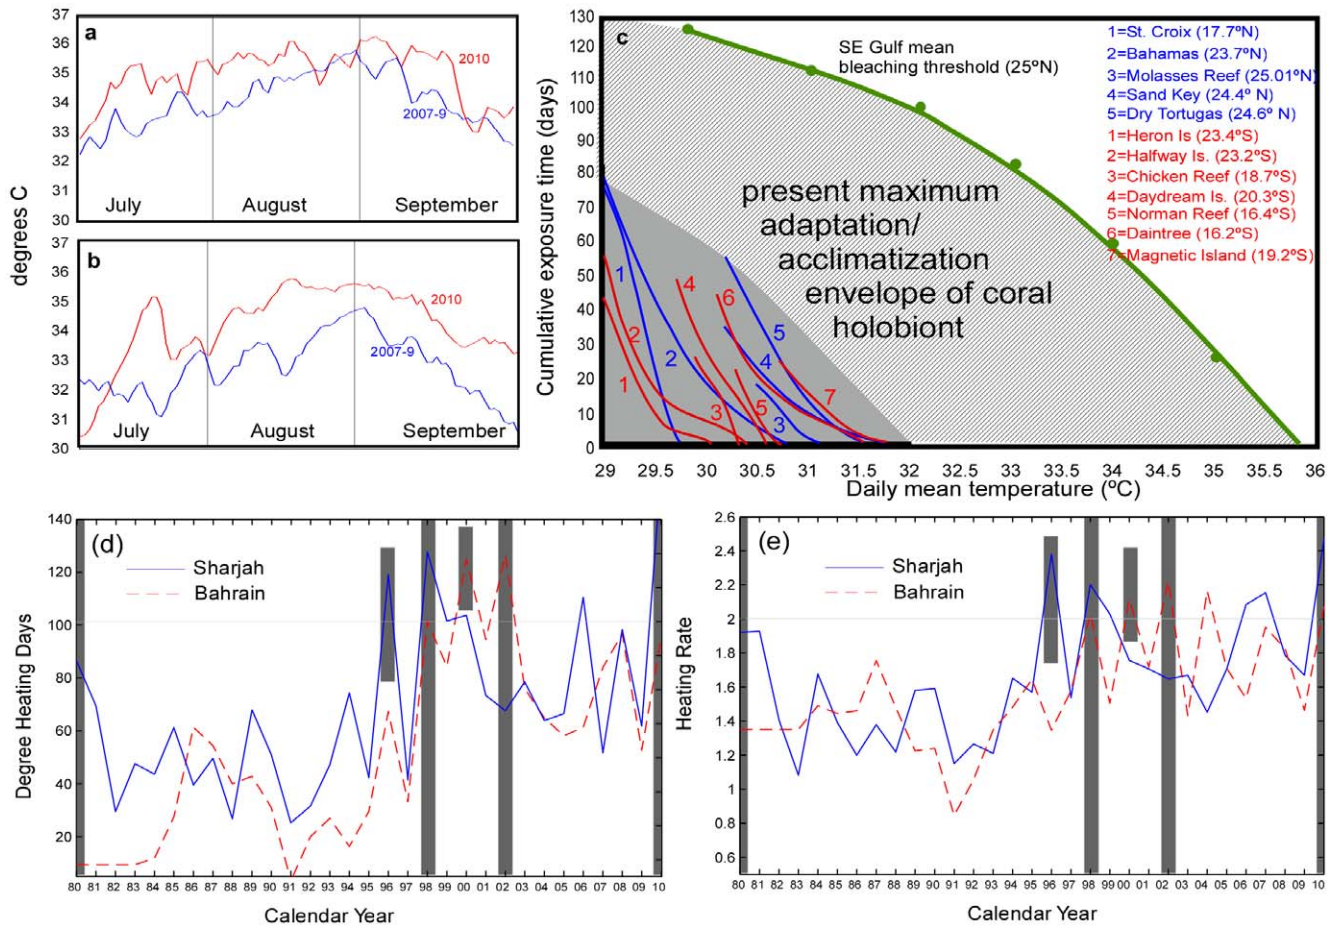 37
36
35
34
33
32
31
30
a
2010
2007-9
July
August
September
degrees C
37
36
35
34
33
32
31
30
b
2010
2007-9
July
August
September
Cumulative exposure time (days)
130
120
110
100
90
80
70
60
50
40
30
20
10
0
c
SE Gulf mean
bleaching threshold (25ºN)
1=St. Croix (17.7ºN)
2=Bahamas (23.7ºN)
3=Molasses Reef (25.01ºN)
4=Sand Key (24.4º N)
5=Dry Tortugas (24.6º N)
1=Heron Is (23.4ºS)
2=Halfway Is. (23.2ºS)
3=Chicken Reef (18.7ºS)
4=Daydream Is. (20.3ºS)
5=Norman Reef (16.4ºS)
6=Daintree (16.2ºS)
7=Magnetic Island (19.2ºS)
present maximum
adaptation/
acclimatization
envelope of coral
holobiont
1
2
1
2
4
6
5
4
3
5
3
7
29 29.5 30 30.5 31 31.5 32 32.5 33 33.5 34 34.5 35 35.5 36
Daily mean temperature (ºC)
(d)
Sharjah
Bahrain
Degree Heating Days
140
120
100
80
60
40
20
80 81 82 83 84 85 86 87 88 89 90 91 92 93 94 95 96 97 98 99 00 01 02 03 04 05 06 07 08 09 10
Calendar Year
(e)
Sharjah
Bahrain
Heating Rate
2.6
2.4
2.2
2
1.8
1.6
1.4
1.2
1
0.8
0.6
80 81 82 83 84 85 86 87 88 89 90 91 92 93 94 95 96 97 98 99 00 01 02 03 04 05 06 07 08 09 10
Calendar Year